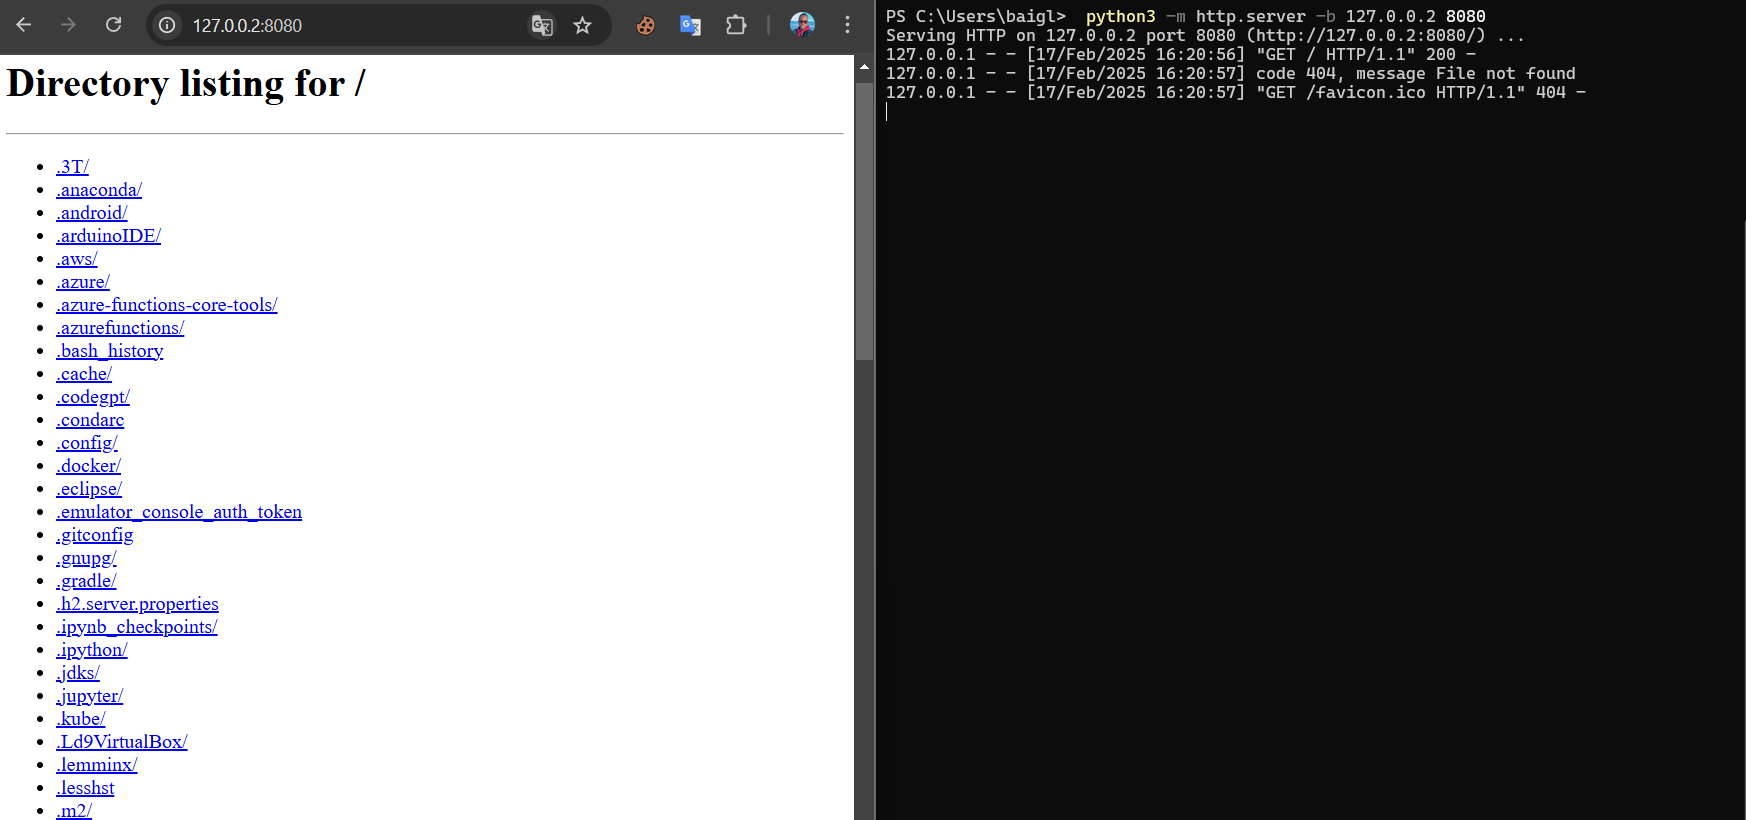 127.0.0.2:8080
Directory listing for /
.3T/
.anaconda/
.android/
.arduinoIDE/
.aws/
.azure/
.azure-functions-core-tools/
.azurefunctions/
.bash_history
.cache/
.codegpt/
.condarc
.config/
.docker/
.eclipse/
.emulator_console_auth_token
.gitconfig
.gnupg/
.gradle/
.h2.server.properties
.ipynb_checkpoints/
.ipython/
.jdks/
.jupyter/
.kube/
.Ld9VirtualBox/
.lemminx/
.lesshst
.m2/
PS C:\Users\baigl>  python3 -m http.server -b 127.0.0.2 8080
Serving HTTP on 127.0.0.2 port 8080 (http://127.0.0.2:8080/) ...
127.0.0.1 - - [17/Feb/2025 16:20:56] "GET / HTTP/1.1" 200 -
127.0.0.1 - - [17/Feb/2025 16:20:57] code 404, message File not found
127.0.0.1 - - [17/Feb/2025 16:20:57] "GET /favicon.ico HTTP/1.1" 404 -